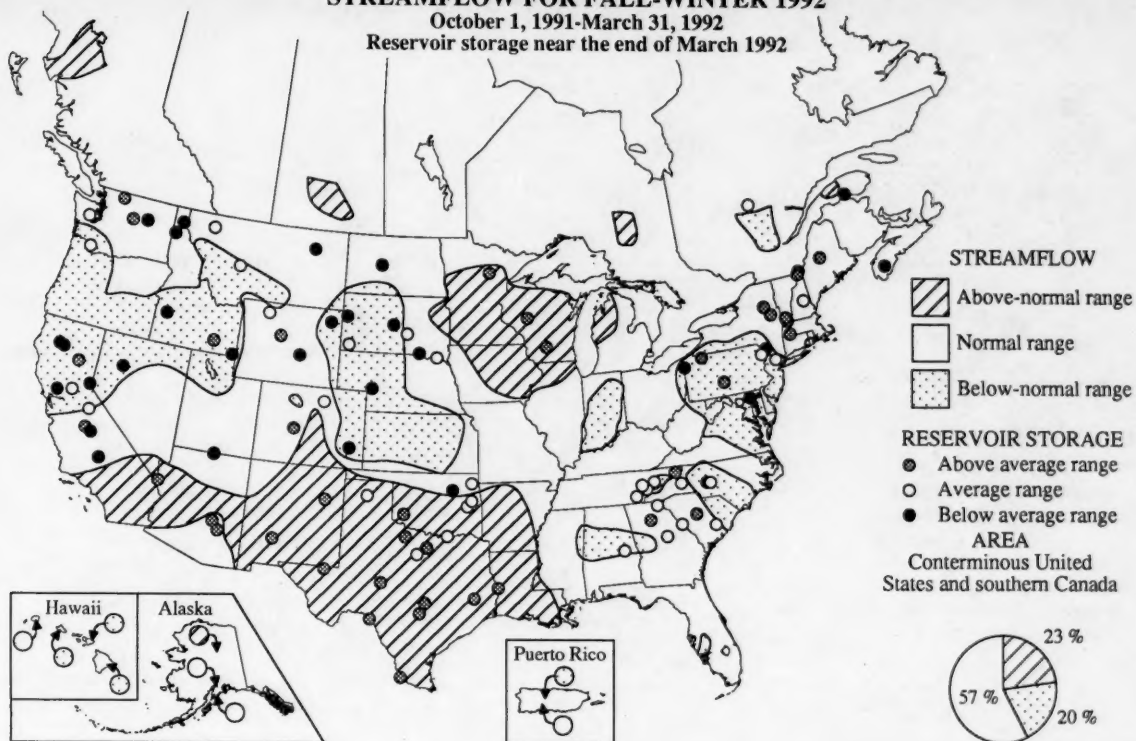 STREAMFLOW FOR FALL-WINTER 1992
October 1, 1991-March 31, 1992
Reservoir storage near the end of March 1992
STREAMFLOW
Above-normal range
Normal range
Below-normal range
RESERVOIR STORAGE
Above average range
Average range
Below average range
AREA
Conterminous United
States and southern Canada
Hawaii
Alaska
Puerto Rico
23 %
57 %
20 %